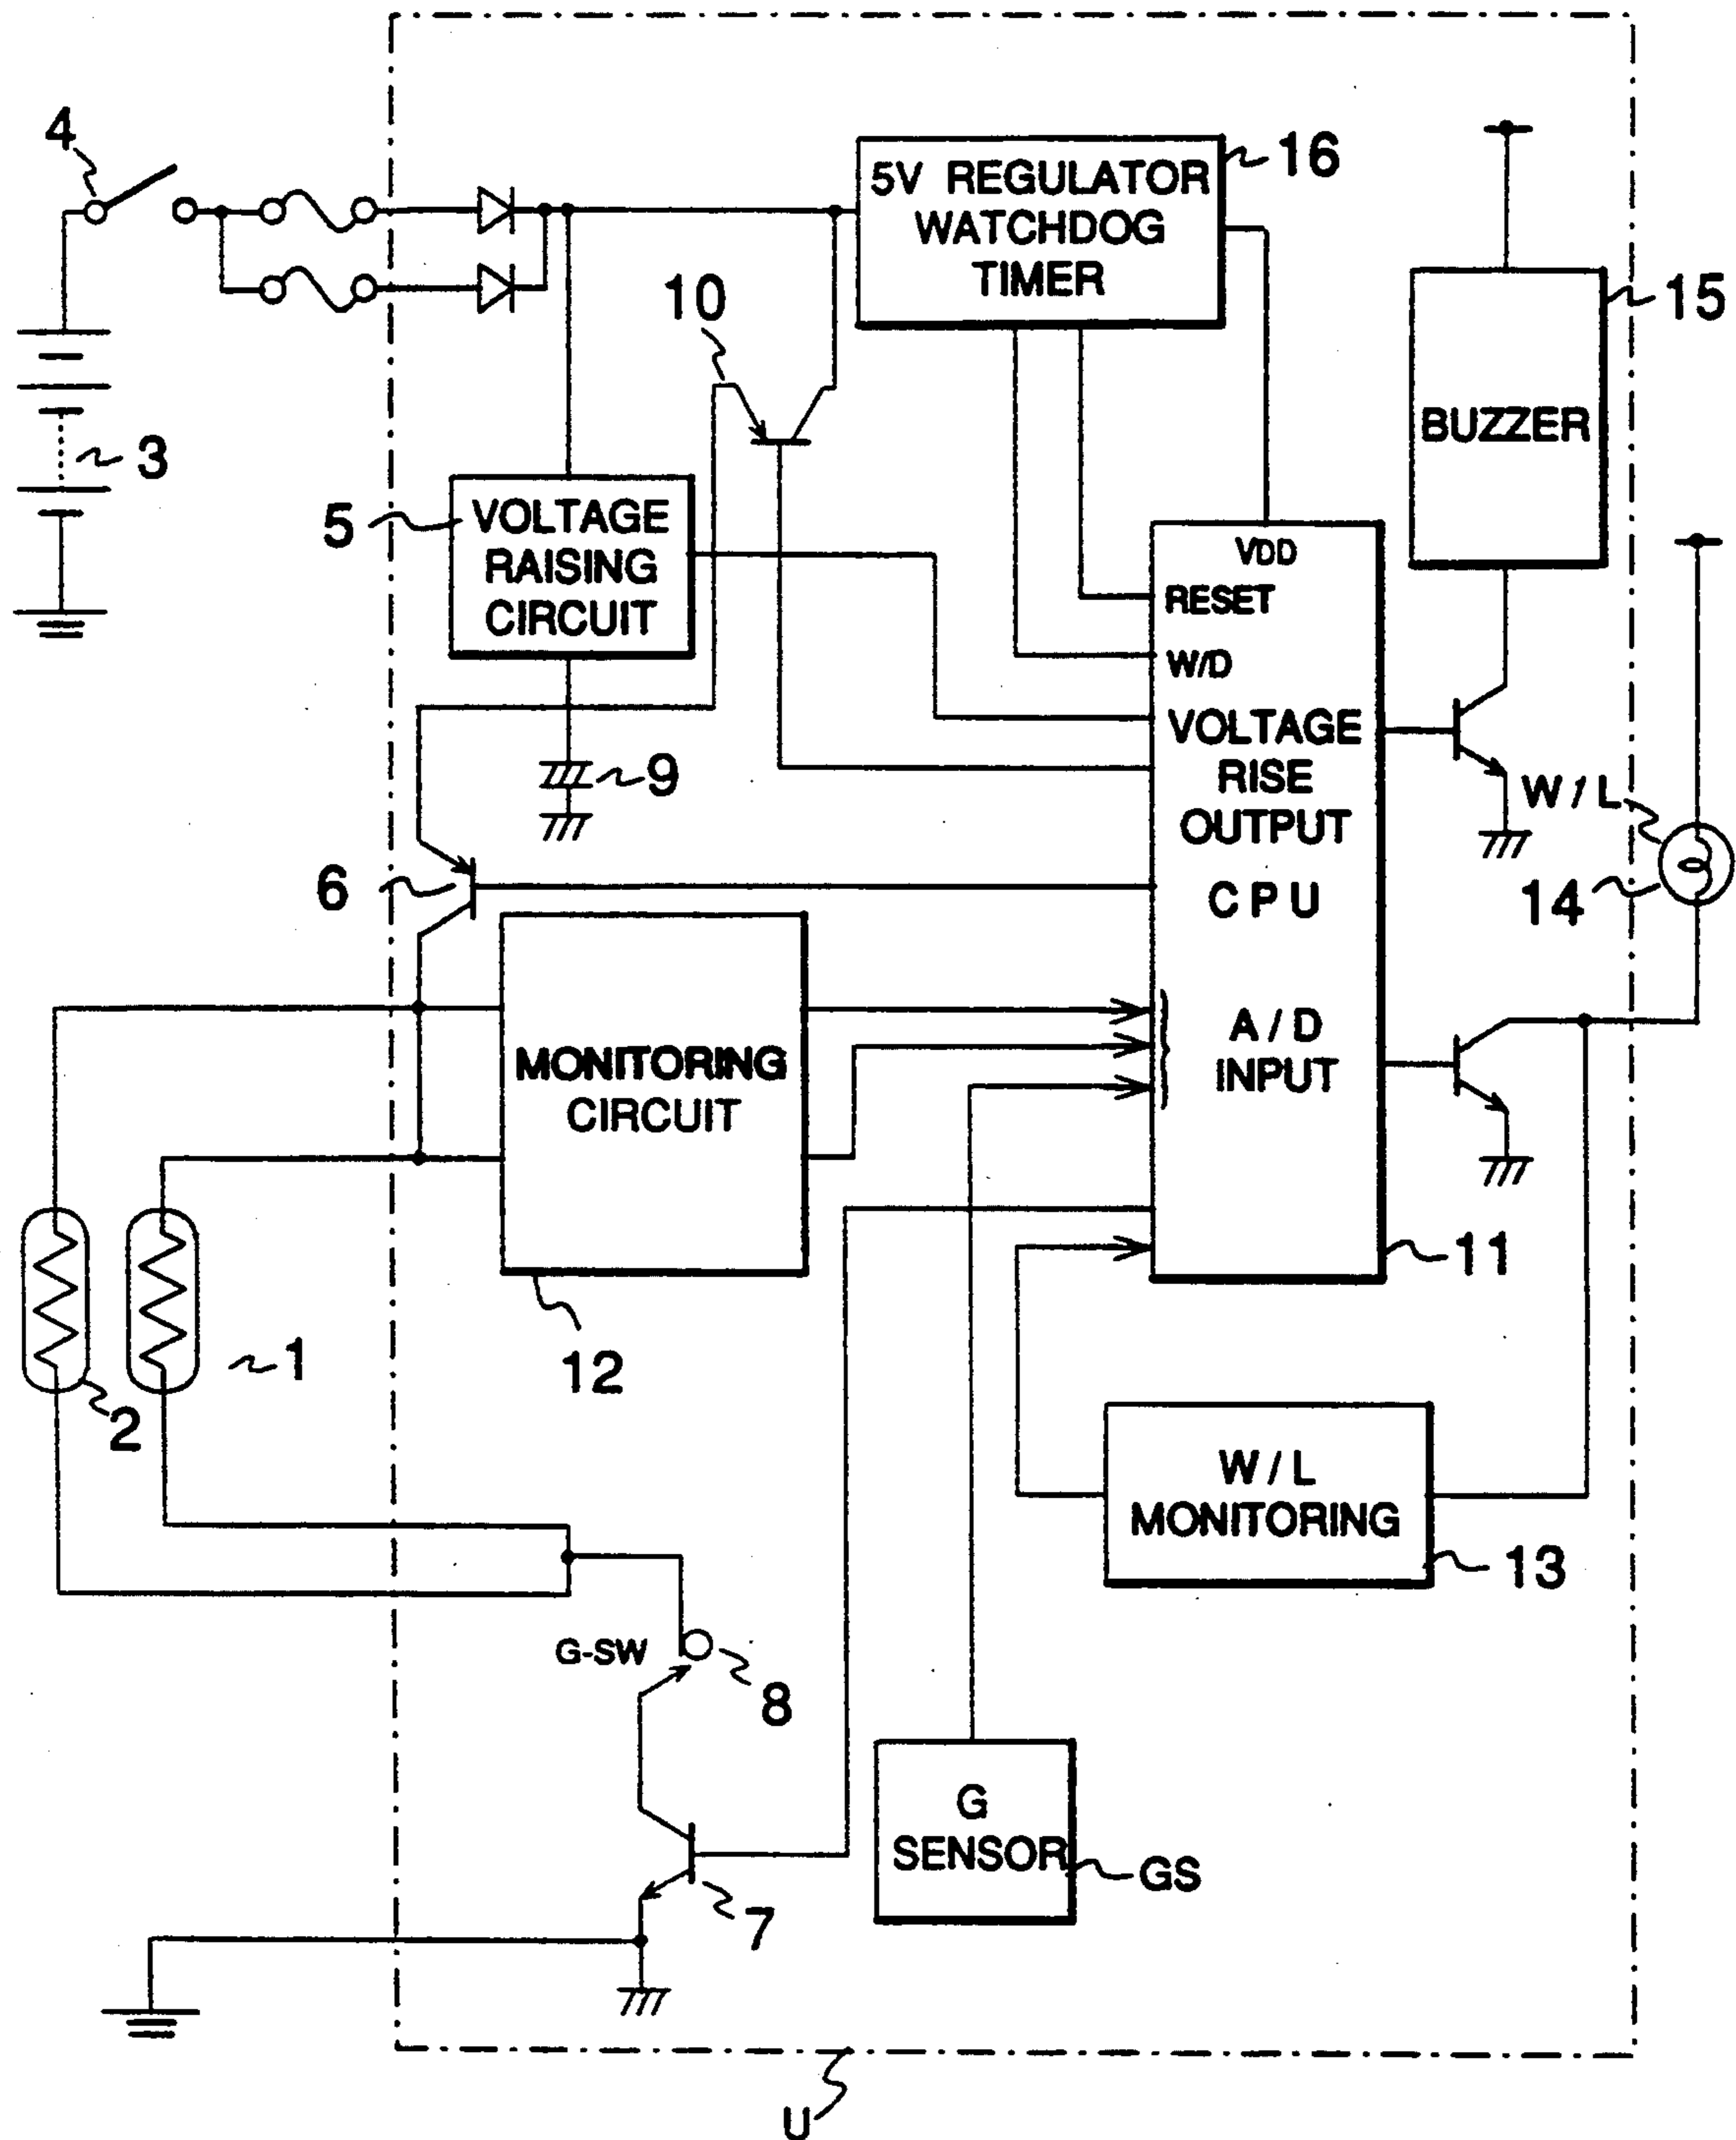 4
5V REGULATOR
WATCHDOG
TIMER
16
10
15
BUZZER
3
5
VOLTAGE
RAISING
CIRCUIT
VDD
RESET
W/D
VOLTAGE
RISE
OUTPUT
9
W/L
6
CPU
14
MONITORING
CIRCUIT
A/D
INPUT
11
1
12
2
W/L
MONITORING
13
G-SW
8
G
SENSOR
GS
7
U